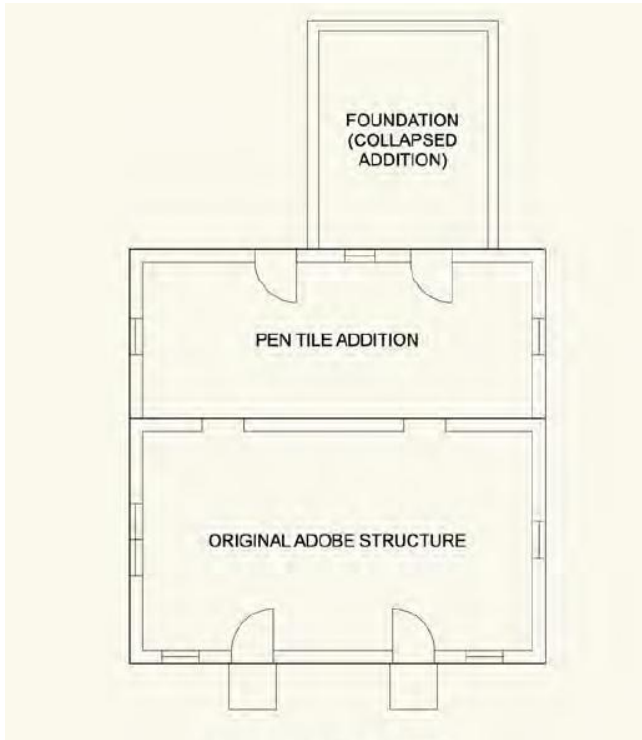 FOUNDATION
(COLLAPSED
ADDITION)
PEN TILE ADDITION
ORIGINAL ADOBE STRUCTURE